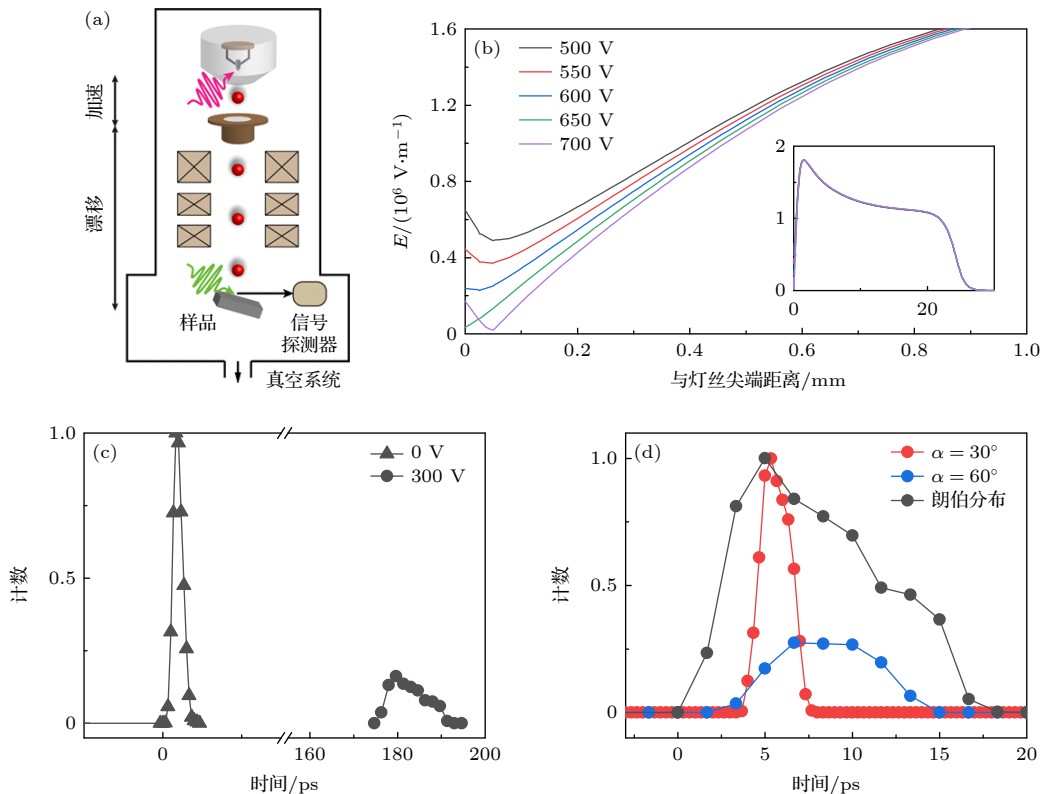 (a)
加速
漂移
样品
信号
探测器
真空系统
(b)
500 V
550 V
600 V
650 V
700 V
E/(10⁶ V·m⁻¹)
1.6
1.2
0.8
0.4
0
0 0.2 0.4 0.6 0.8 1.0
与灯丝尖端距离/mm
2
1
0
0 20
(c)
0 V
300 V
计数
1.0
0.5
0
0 160 180 200
时间/ps
(d)
α = 30°
α = 60°
朗伯分布
计数
1.0
0.5
0
0 5 10 15 20
时间/ps